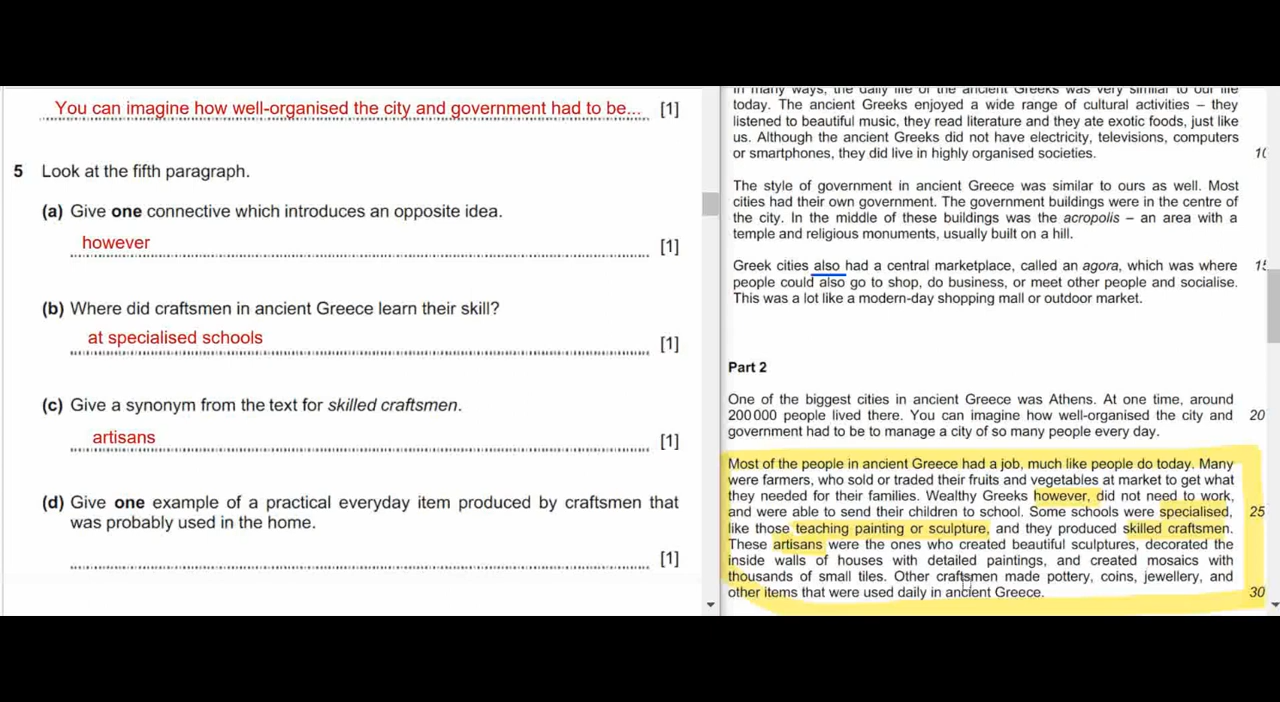 You can imagine how well-organised the city and government had to be... [1]
5 Look at the fifth paragraph.
(a) Give one connective which introduces an opposite idea.
however
[1]
(b) Where did craftsmen in ancient Greece learn their skill?
at specialised schools
[1]
(c) Give a synonym from the text for skilled craftsmen.
artisans
[1]
(d) Give one example of a practical everyday item produced by craftsmen that
was probably used in the home.
[1]
In many ways, the daily life of the ancient Greeks was very similar to our life
today. The ancient Greeks enjoyed a wide range of cultural activities – they
listened to beautiful music, they read literature and they ate exotic foods, just like
us. Although the ancient Greeks did not have electricity, televisions, computers
or smartphones, they did live in highly organised societies. 10
The style of government in ancient Greece was similar to ours as well. Most
cities had their own government. The government buildings were in the centre of
the city. In the middle of these buildings was the acropolis – an area with a
temple and religious monuments, usually built on a hill.
Greek cities also had a central marketplace, called an agora, which was where 15
people could also go to shop, do business, or meet other people and socialise.
This was a lot like a modern-day shopping mall or outdoor market.
Part 2
One of the biggest cities in ancient Greece was Athens. At one time, around
200 000 people lived there. You can imagine how well-organised the city and 20
government had to be to manage a city of so many people every day.
Most of the people in ancient Greece had a job, much like people do today. Many
were farmers, who sold or traded their fruits and vegetables at market to get what
they needed for their families. Wealthy Greeks however, did not need to work,
and were able to send their children to school. Some schools were specialised, 25
like those teaching painting or sculpture, and they produced skilled craftsmen.
These artisans were the ones who created beautiful sculptures, decorated the
inside walls of houses with detailed paintings, and created mosaics with
thousands of small tiles. Other craftsmen made pottery, coins, jewellery, and
other items that were used daily in ancient Greece. 30